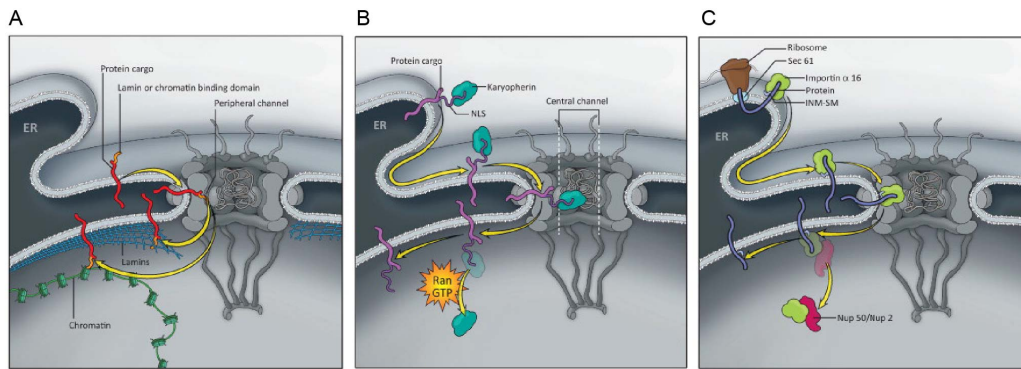 A
Protein cargo
Lamin or chromatin binding domain
Peripheral channel
ER
Lamins
Chromatin
B
Protein cargo
Karyopherin
NLS
Central channel
ER
Ran
GTP
C
Ribosome
Sec 61
Importin α 16
Protein
INM-SM
ER
Nup 50/Nup 2